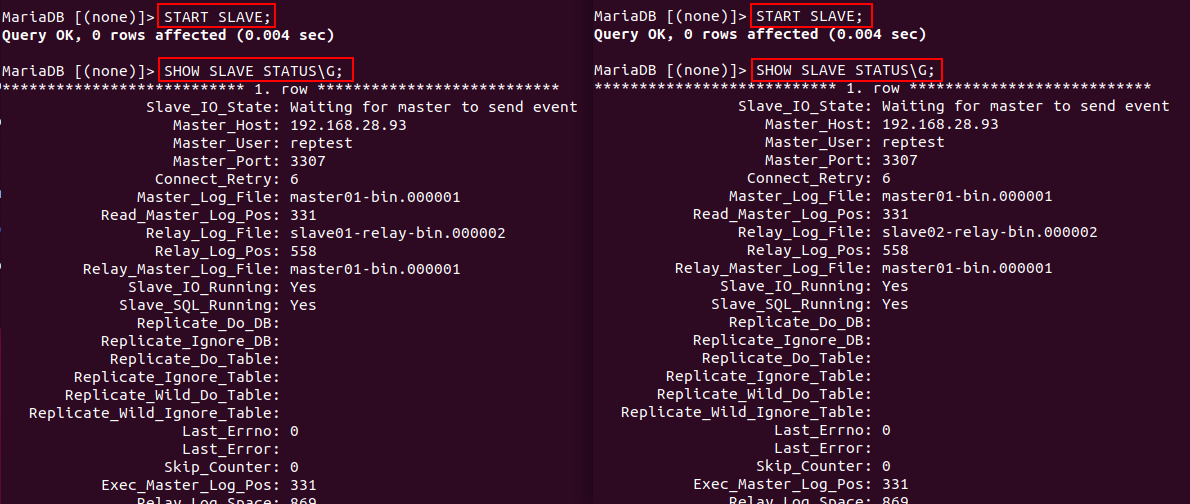 MariaDB [(none)]> START SLAVE;
Query OK, 0 rows affected (0.004 sec)
MariaDB [(none)]> SHOW SLAVE STATUS\G;
*************************** 1. row ***************************
Slave_IO_State: Waiting for master to send event
Master_Host: 192.168.28.93
Master_User: reptest
Master_Port: 3307
Connect_Retry: 6
Master_Log_File: master01-bin.000001
Read_Master_Log_Pos: 331
Relay_Log_File: slave01-relay-bin.000002
Relay_Log_Pos: 558
Relay_Master_Log_File: master01-bin.000001
Slave_IO_Running: Yes
Slave_SQL_Running: Yes
Replicate_Do_DB:
Replicate_Ignore_DB:
Replicate_Do_Table:
Replicate_Ignore_Table:
Replicate_Wild_Do_Table:
Replicate_Wild_Ignore_Table:
Last_Errno: 0
Last_Error:
Skip_Counter: 0
Exec_Master_Log_Pos: 331
Relay_Log_Space: 869
MariaDB [(none)]> START SLAVE;
Query OK, 0 rows affected (0.004 sec)
MariaDB [(none)]> SHOW SLAVE STATUS\G;
*************************** 1. row ***************************
Slave_IO_State: Waiting for master to send event
Master_Host: 192.168.28.93
Master_User: reptest
Master_Port: 3307
Connect_Retry: 6
Master_Log_File: master01-bin.000001
Read_Master_Log_Pos: 331
Relay_Log_File: slave02-relay-bin.000002
Relay_Log_Pos: 558
Relay_Master_Log_File: master01-bin.000001
Slave_IO_Running: Yes
Slave_SQL_Running: Yes
Replicate_Do_DB:
Replicate_Ignore_DB:
Replicate_Do_Table:
Replicate_Ignore_Table:
Replicate_Wild_Do_Table:
Replicate_Wild_Ignore_Table:
Last_Errno: 0
Last_Error:
Skip_Counter: 0
Exec_Master_Log_Pos: 331
Relay_Log_Space: 869